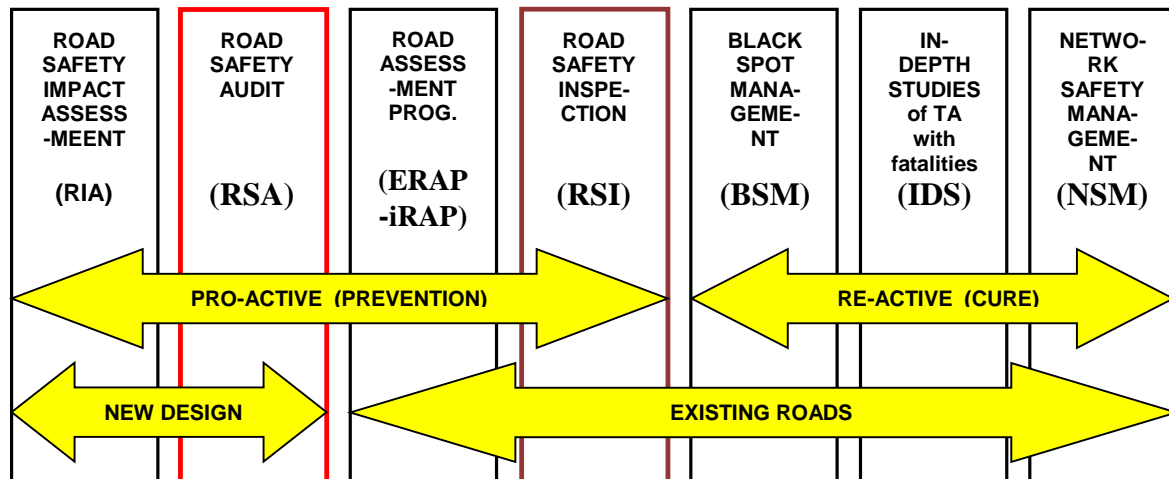 ROAD
SAFETY
IMPACT
ASSESS
-MEENT
(RIA)
ROAD
SAFETY
AUDIT
(RSA)
ROAD
ASSESS
-MENT
PROG.
(ERAP
-iRAP)
ROAD
SAFETY
INSPE-
CTION
(RSI)
BLACK
SPOT
MANA-
GEME-
NT
(BSM)
IN-
DEPTH
STUDIES
of TA
with
fatalities
(IDS)
NETWO-
RK
SAFETY
MANA-
GEME-
NT
(NSM)
PRO-ACTIVE (PREVENTION)
RE-ACTIVE (CURE)
NEW DESIGN
EXISTING ROADS